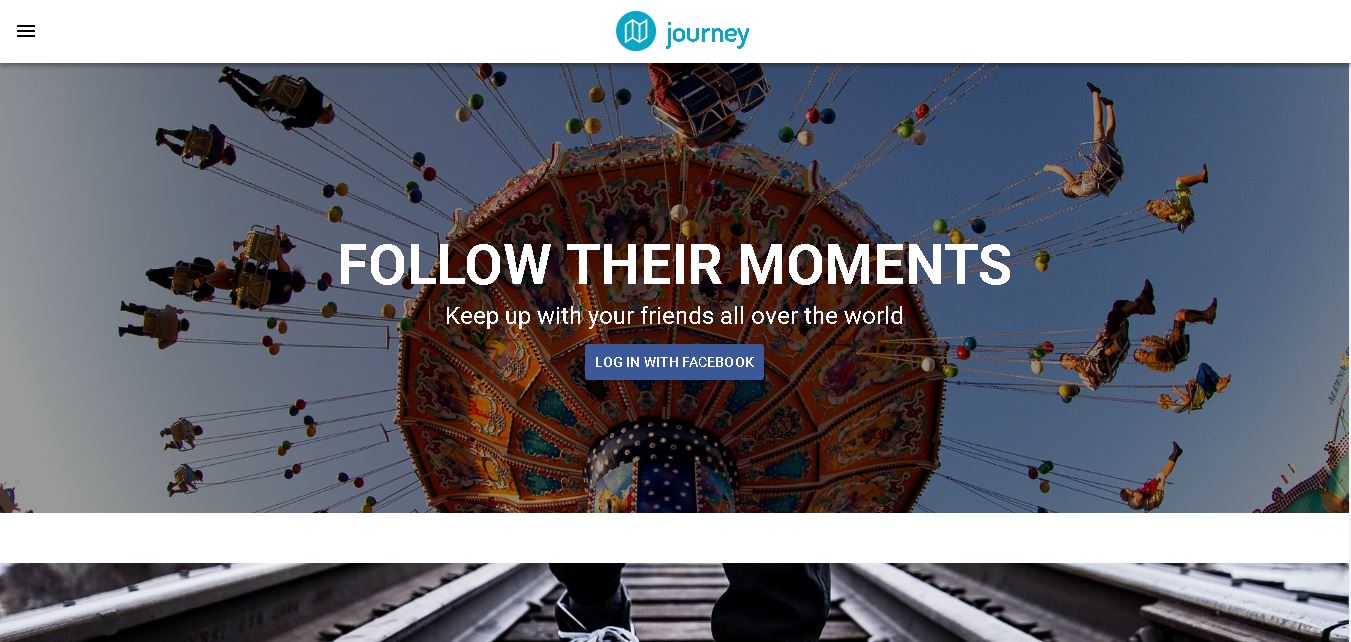 journey
FOLLOW THEIR MOMENTS
Keep up with your friends all over the world
LOG IN WITH FACEBOOK